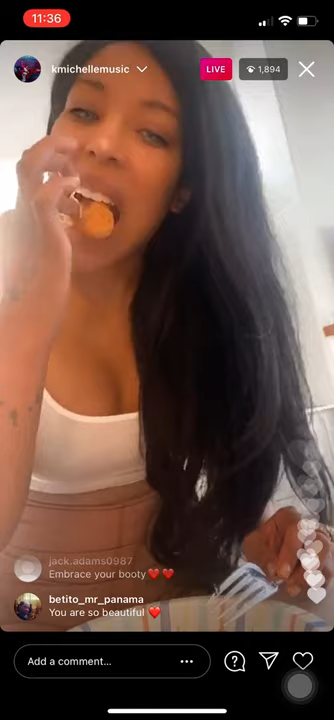 11:36
kmichellemusic
LIVE
1,894
jack.adams0987
Embrace your booty❤️❤️
betito_mr_panama
You are so beautiful ❤️
Add a comment...